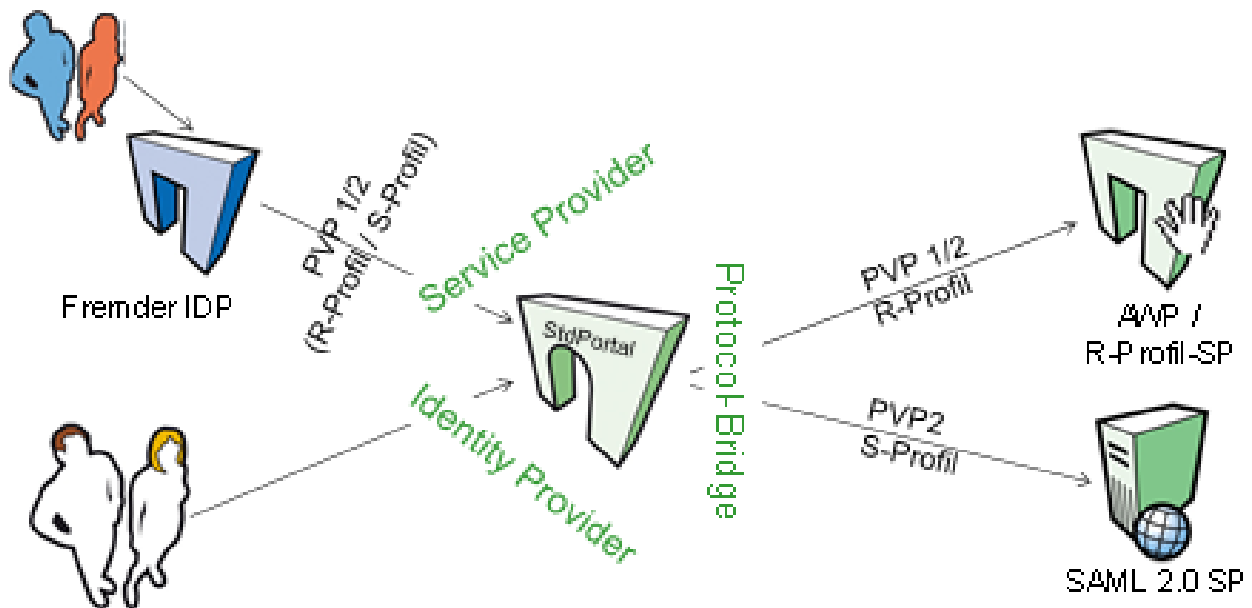 Fremder IDP
PVP 1/2
(R-Profil / S-Profil)
Service Provider
Identity Provider
StdPortal
Protocol-Bridge
PVP 1/2
R-Profil
AWP /
R-Profil-SP
PVP2
S-Profil
SAML 2.0 SP